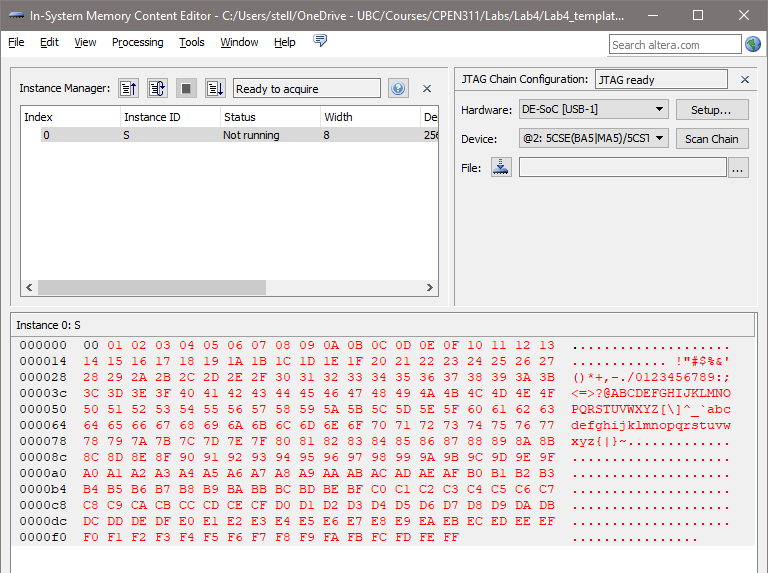 In-System Memory Content Editor - C:/Users/stell/OneDrive - UBC/Courses/CPEN311/Labs/Lab4/Lab4_templat...
File Edit View Processing Tools Window Help
Search altera.com
Instance Manager: Ready to acquire
JTAG Chain Configuration: JTAG ready
Index Instance ID Status Width De
0 S Not running 8 256
Hardware: DE-SoC [USB-1] Setup...
Device: @2: 5CSE(BA5|MA5)/5CST Scan Chain
File: ...
Instance 0: S
000000 00 01 02 03 04 05 06 07 08 09 0A 0B 0C 0D 0E 0F 10 11 12 13 ....................
000014 14 15 16 17 18 19 1A 1B 1C 1D 1E 1F 20 21 22 23 24 25 26 27 ............ !"#$%&'
000028 28 29 2A 2B 2C 2D 2E 2F 30 31 32 33 34 35 36 37 38 39 3A 3B ()*+,-./0123456789:;
00003c 3C 3D 3E 3F 40 41 42 43 44 45 46 47 48 49 4A 4B 4C 4D 4E 4F <=>?@ABCDEFGHIJKLMNO
000050 50 51 52 53 54 55 56 57 58 59 5A 5B 5C 5D 5E 5F 60 61 62 63 PQRSTUVWXYZ[\]^_`abc
000064 64 65 66 67 68 69 6A 6B 6C 6D 6E 6F 70 71 72 73 74 75 76 77 defghijklmnopqrstuvw
000078 78 79 7A 7B 7C 7D 7E 7F 80 81 82 83 84 85 86 87 88 89 8A 8B xyz{|}~.............
00008c 8C 8D 8E 8F 90 91 92 93 94 95 96 97 98 99 9A 9B 9C 9D 9E 9F ....................
0000a0 A0 A1 A2 A3 A4 A5 A6 A7 A8 A9 AA AB AC AD AE AF B0 B1 B2 B3 ....................
0000b4 B4 B5 B6 B7 B8 B9 BA BB BC BD BE BF C0 C1 C2 C3 C4 C5 C6 C7 ....................
0000c8 C8 C9 CA CB CC CD CE CF D0 D1 D2 D3 D4 D5 D6 D7 D8 D9 DA DB ....................
0000dc DC DD DE DF E0 E1 E2 E3 E4 E5 E6 E7 E8 E9 EA EB EC ED EE EF ....................
0000f0 F0 F1 F2 F3 F4 F5 F6 F7 F8 F9 FA FB FC FD FE FF ................